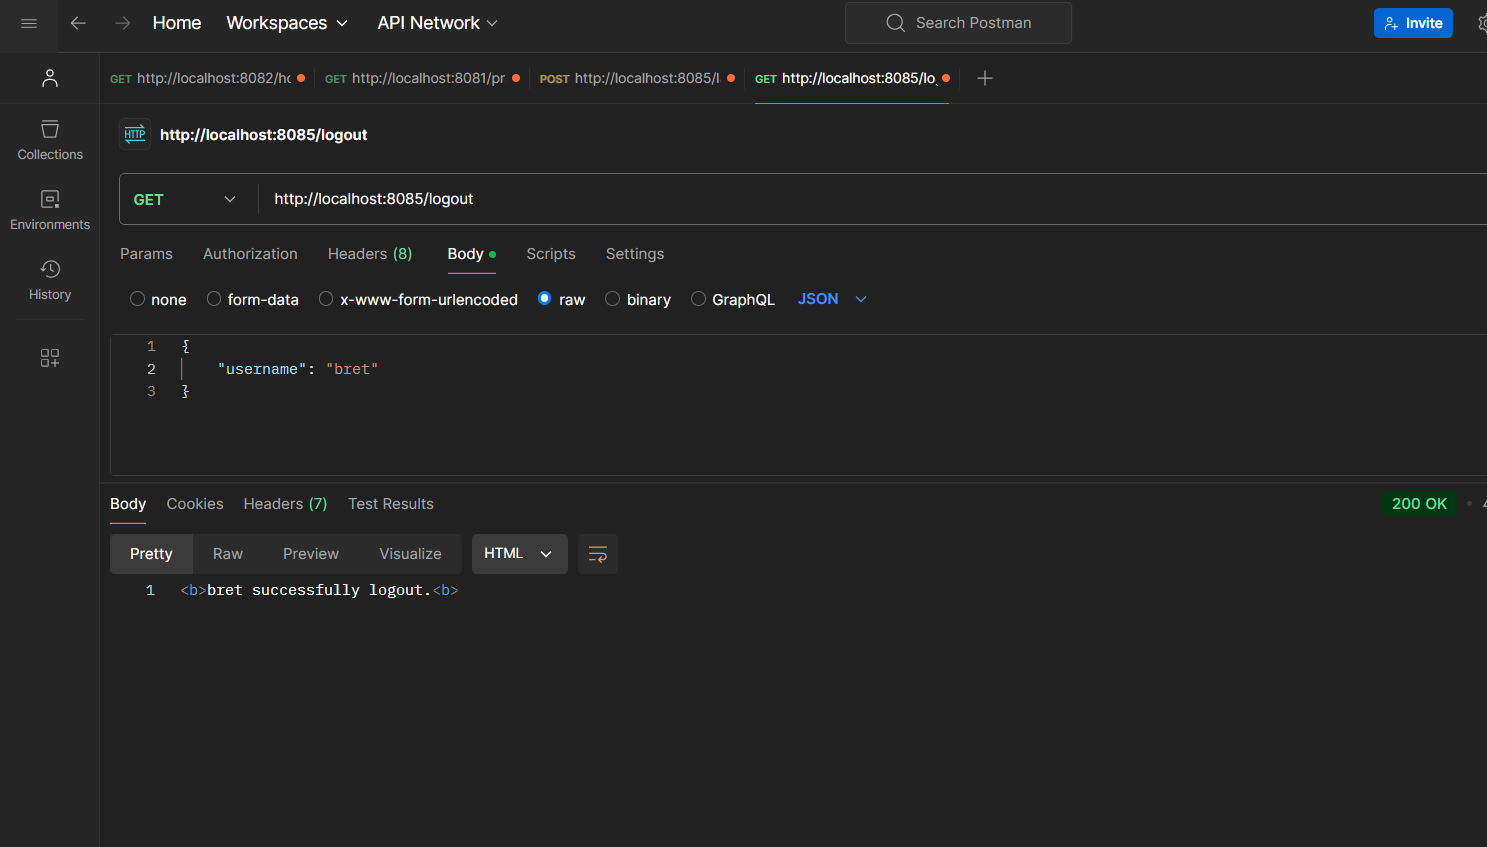 Home Workspaces API Network Search Postman Invite
GET http://localhost:8082/hc GET http://localhost:8081/pr POST http://localhost:8085/l GET http://localhost:8085/lo
Collections
Environments
History
HTTP http://localhost:8085/logout
GET http://localhost:8085/logout
Params Authorization Headers (8) Body Scripts Settings
none form-data x-www-form-urlencoded raw binary GraphQL JSON
1 {
2 "username": "bret"
3 }
Body Cookies Headers (7) Test Results 200 OK
Pretty Raw Preview Visualize HTML
1 <b>bret successfully logout.<b>